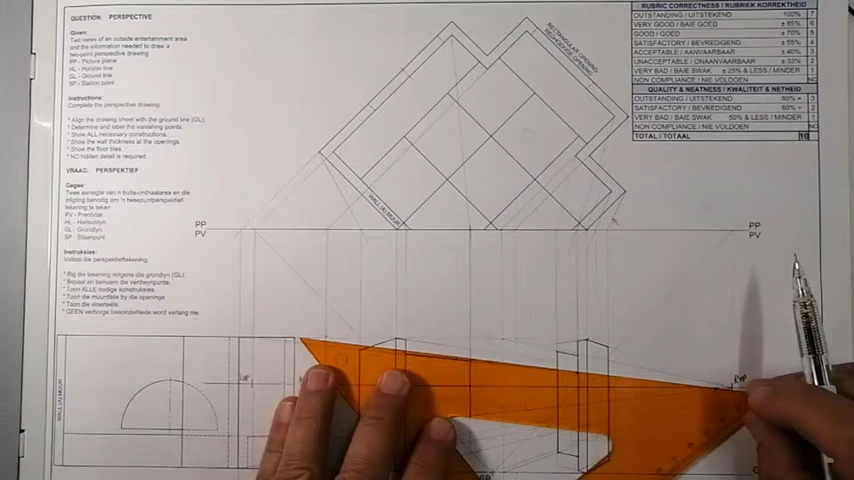 QUESTION: PERSPECTIVE
Given:
Two views of an outside entertainment area
and the information needed to draw a
two-point perspective drawing
PP - Picture plane
HL - Horizon line
GL - Ground line
SP - Station point
Instructions:
Complete the perspective drawing.
* Align the drawing sheet with the ground line (GL).
* Determine and label the vanishing points.
* Show ALL necessary constructions.
* Show the wall thickness at the openings.
* Show the floor tiles.
* NO hidden detail is required.
VRAAG: PERSPEKTIEF
Gegee:
Twee aansigte van 'n buite-onthaalarea en die
inligting benodig om 'n tweepuntperspektief-
tekening te teken
PV - Prentvlak
HL - Horisonlyn
GL - Grondlyn
SP - Staanpunt
Instruksies:
Voltooi die perspektieftekening.
* Rig die tekening volgens die grondlyn (GL).
* Bepaal en benoem die verdwynpunte.
* Toon ALLE nodige konstruksies.
* Toon die muurdikte by die openinge.
* Toon die vloerteëls.
* GEEN verborge besonderhede word verlang nie.
RUBRIC CORRECTNESS / RUBRIEK KORREKTHEID
OUTSTANDING / UITSTEKEND 100% 7
VERY GOOD / BAIE GOED ± 85% 6
GOOD / GOED ± 70% 5
SATISFACTORY / BEVREDIGEND ± 55% 4
ACCEPTABLE / AANVAARBAAR ± 40% 3
UNACCEPTABLE / ONAANVAARBAAR ± 33% 2
VERY BAD / BAIE SWAK ± 25% & LESS / MINDER 1
NON COMPLIANCE / NIE VOLDOEN NC
QUALITY & NEATNESS / KWALITEIT & NETHEID
OUTSTANDING / UITSTEKEND 80% + 3
SATISFACTORY / BEVREDIGEND 60% + 2
VERY BAD / BAIE SWAK 50% & LESS / MINDER 1
NON COMPLIANCE / NIE VOLDOEN NC
TOTAL / TOTAAL 10
RECTANGULAR OPENING
REGHOEKIGE OPENING
WALL (A) MUUR
PP
PV
PP
PV
WALL (A) MUUR
LVP
RVP
SP